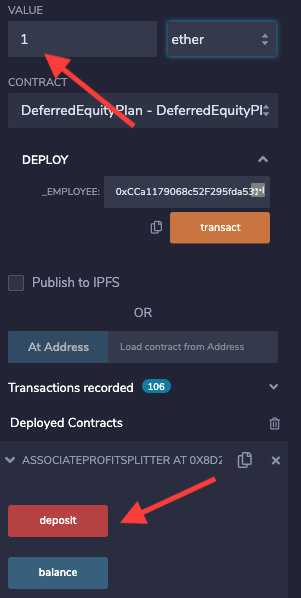 VALUE
1
ether
CONTRACT
DeferredEquityPlan - DeferredEquityPl
DEPLOY
_EMPLOYEE:
0xCCa1179068c52F295fda53
transact
Publish to IPFS
OR
At Address
Load contract from Address
Transactions recorded 106
Deployed Contracts
ASSOCIATEPROFITSPLITTER AT 0X8D2
deposit
balance